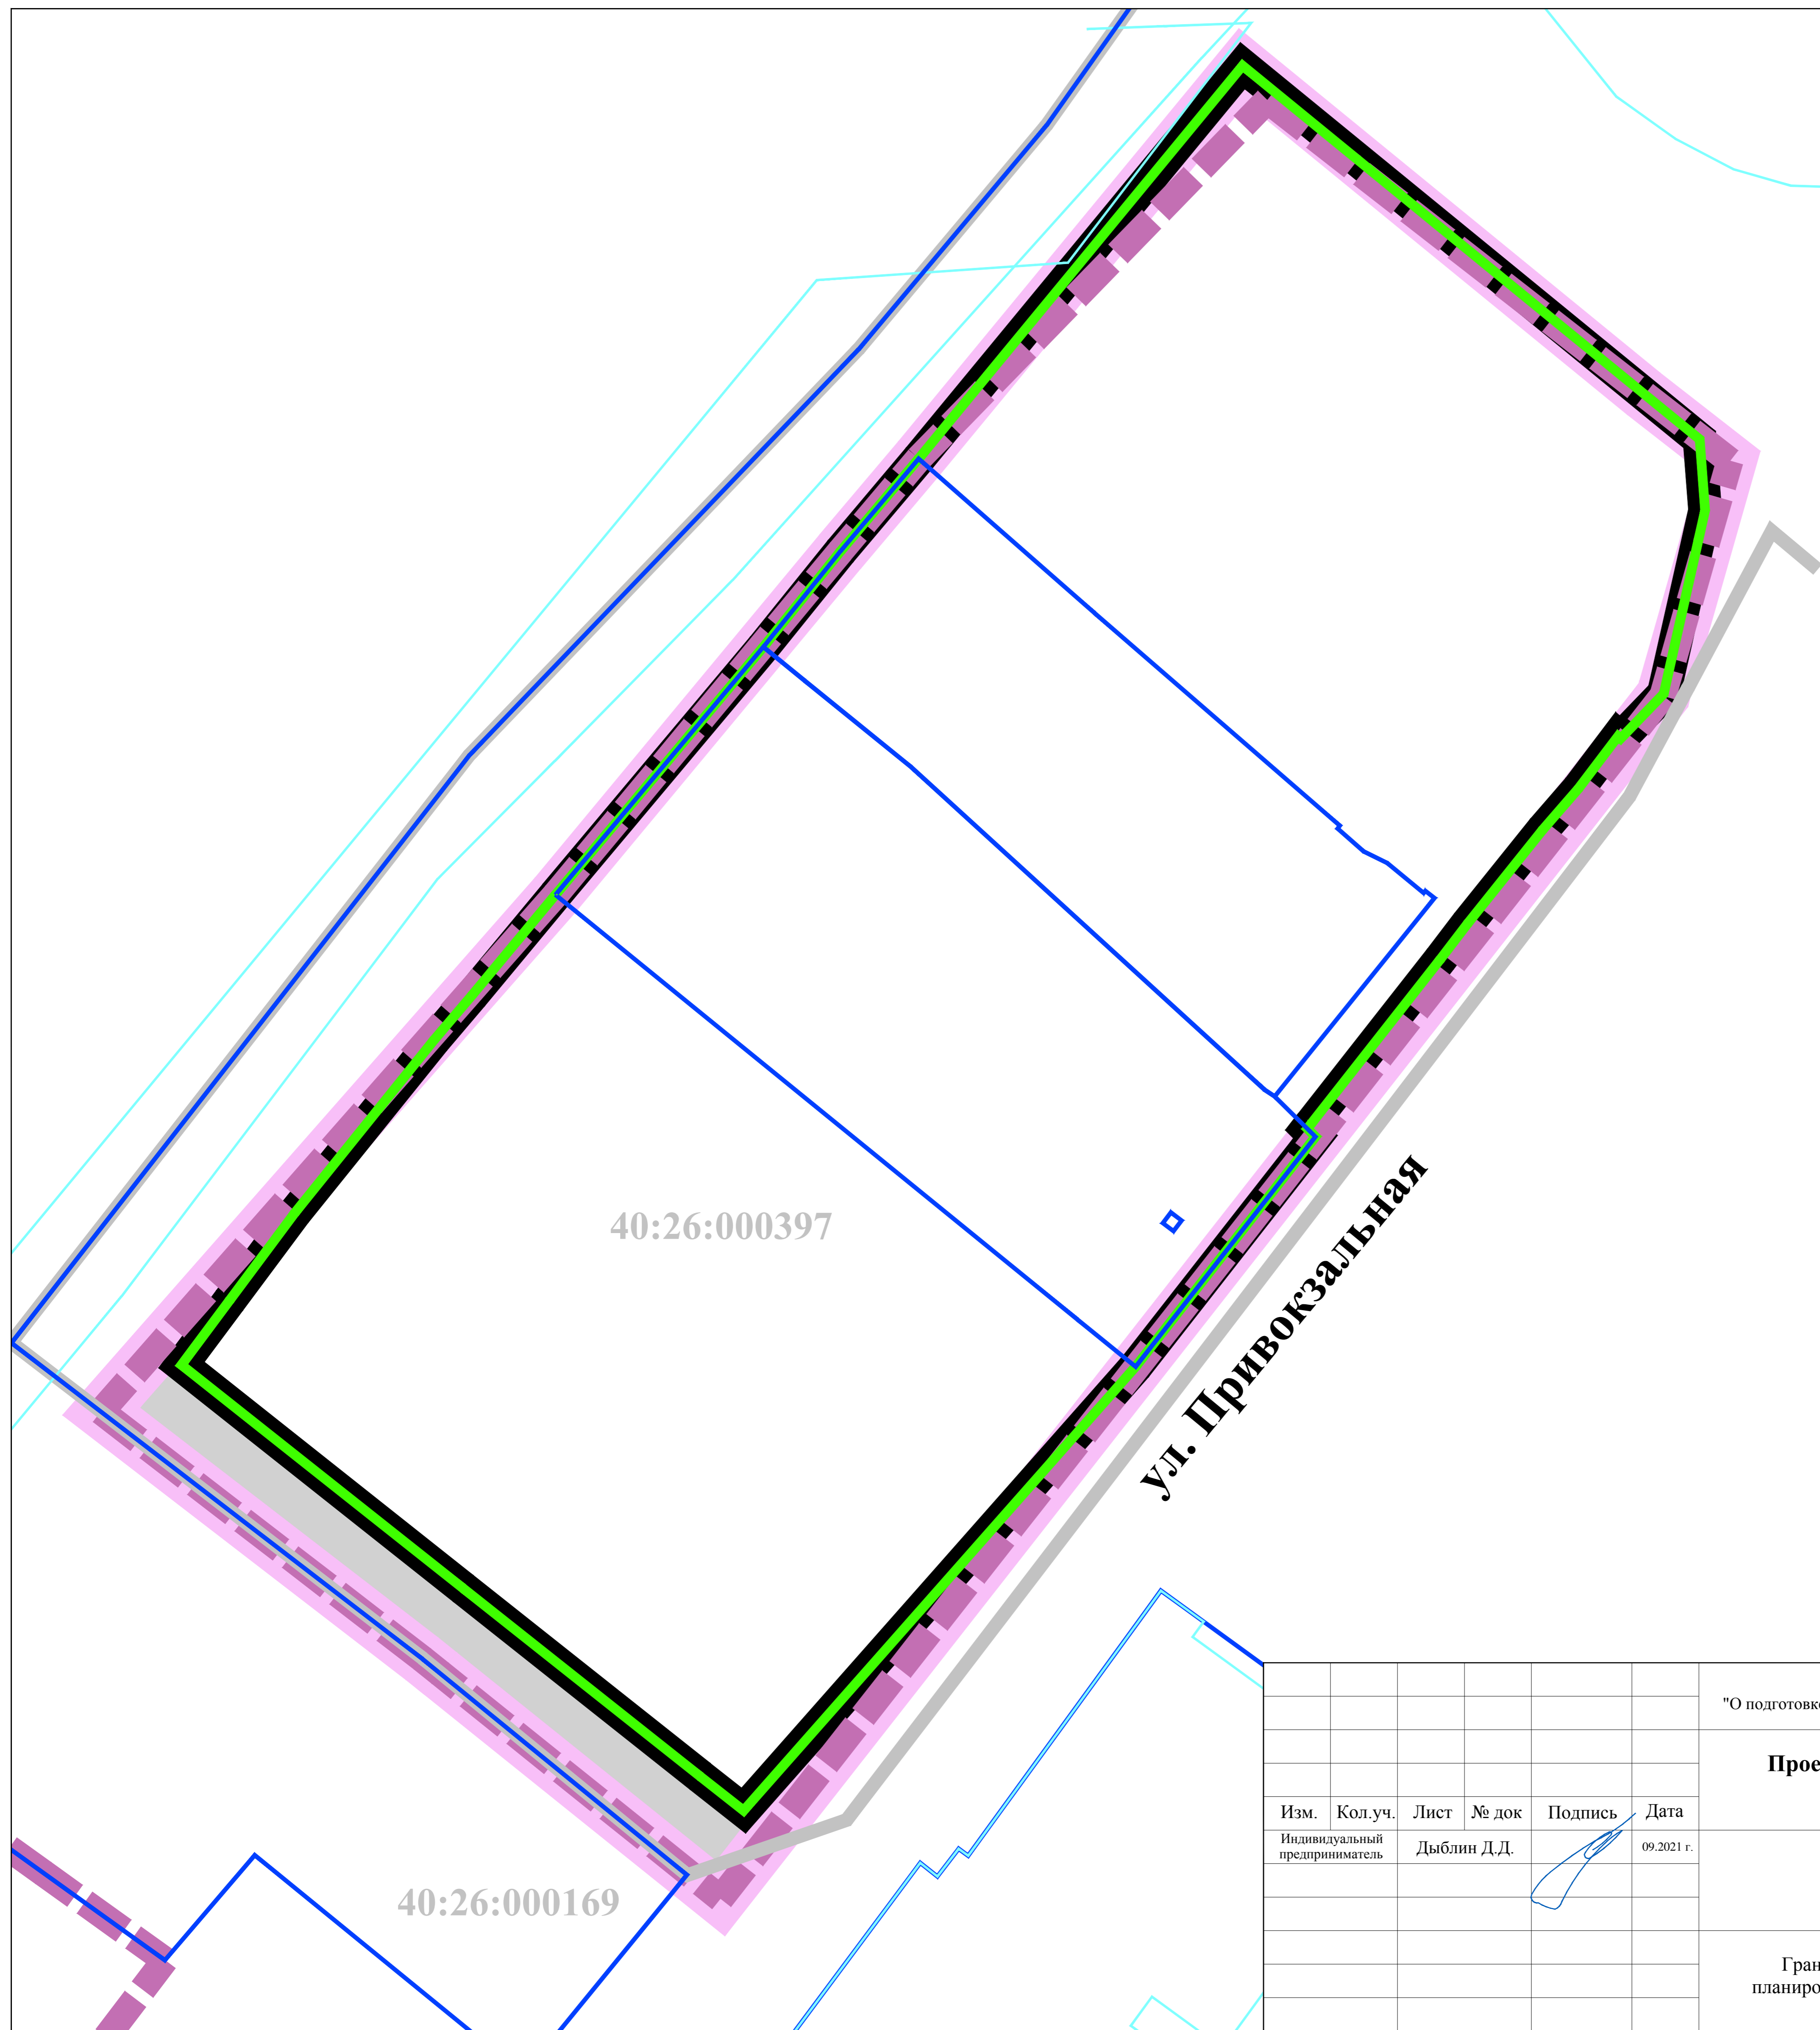 40:26:000397
ул. Привокзальная
40:26:000169
"О подготовк
Прое
Изм. Кол.уч. Лист № док Подпись Дата
Индивидуальный
предприниматель
Дыблин Д.Д.
09.2021 г.
Гран
планиро